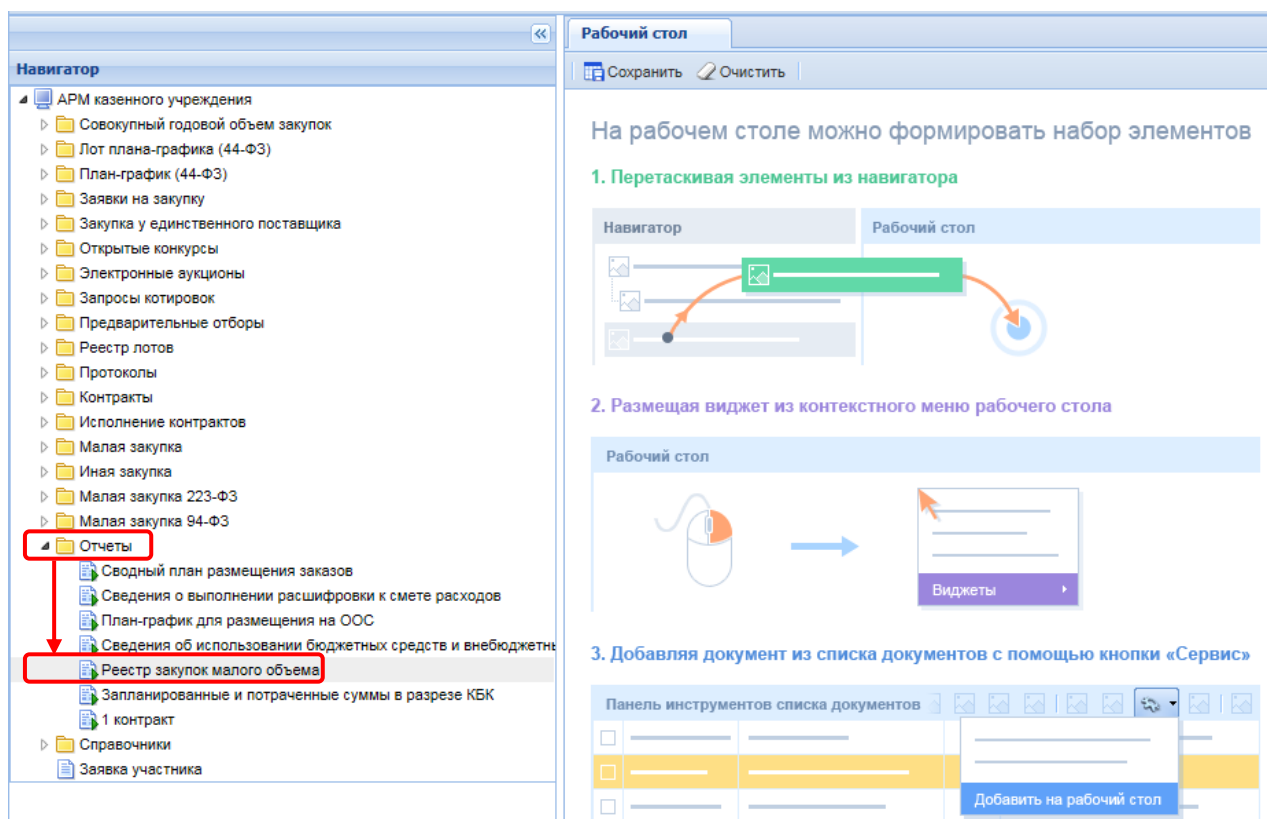 Навигатор
АРМ казенного учреждения
Совокупный годовой объем закупок
Лот плана-графика (44-ФЗ)
План-график (44-ФЗ)
Заявки на закупку
Закупка у единственного поставщика
Открытые конкурсы
Электронные аукционы
Запросы котировок
Предварительные отборы
Реестр лотов
Протоколы
Контракты
Исполнение контрактов
Малая закупка
Иная закупка
Малая закупка 223-ФЗ
Малая закупка 94-ФЗ
Отчеты
Сводный план размещения заказов
Сведения о выполнении расшифровки к смете расходов
План-график для размещения на ООС
Сведения об использовании бюджетных средств и внебюджетнь
Реестр закупок малого объема
Запланированные и потраченные суммы в разрезе КБК
1 контракт
Справочники
Заявка участника
Рабочий стол
Сохранить Очистить
На рабочем столе можно формировать набор элементов
1. Перетаскивая элементы из навигатора
Навигатор Рабочий стол
2. Размещая виджет из контекстного меню рабочего стола
Рабочий стол
Виджеты
3. Добавляя документ из списка документов с помощью кнопки «Сервис»
Панель инструментов списка документов
Добавить на рабочий стол